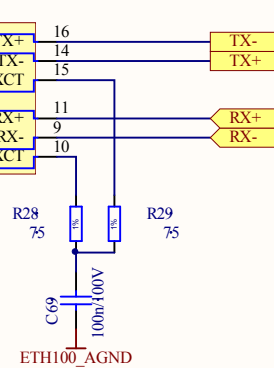 16
TX+ TX-
14
TX- TX+
15
XCT
11
RX+ RX+
9
RX- RX-
10
XCT
R28 R29
75 75
1% 1%
C69
100n/100V
ETH100_AGND